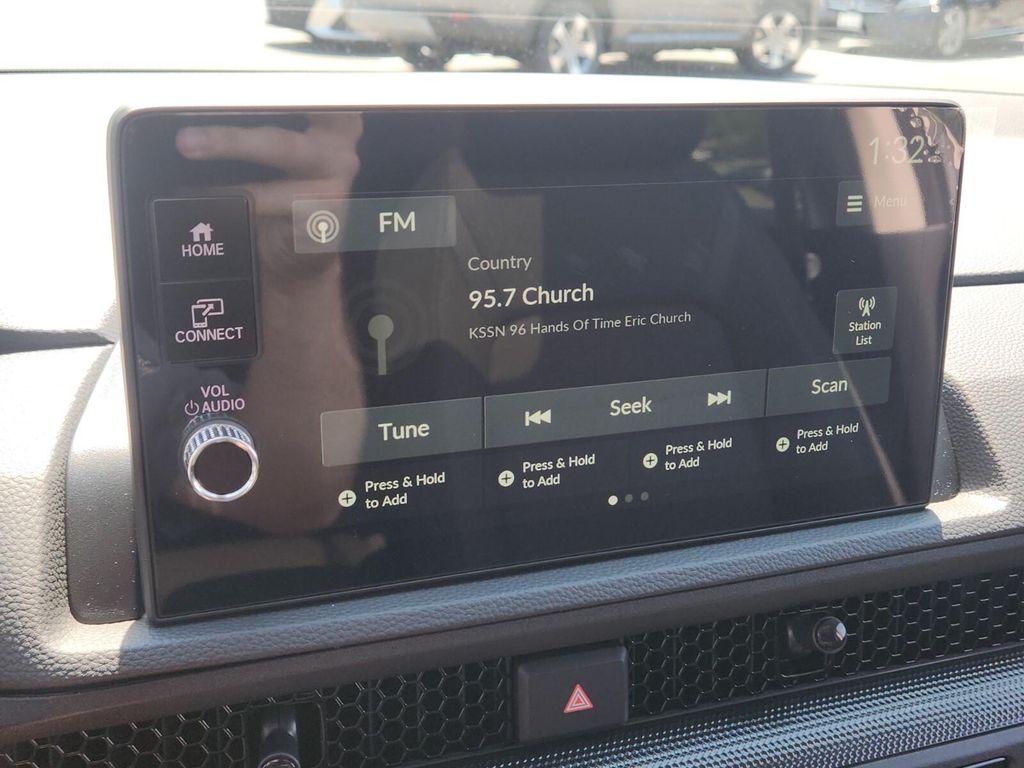 1:32
HOME
FM
Menu
Country
95.7 Church
KSSN 96 Hands Of Time Eric Church
CONNECT
Station
List
VOL
AUDIO
Tune
Seek
Scan
Press & Hold
to Add
Press & Hold
to Add
Press & Hold
to Add
Press & Hold
to Add